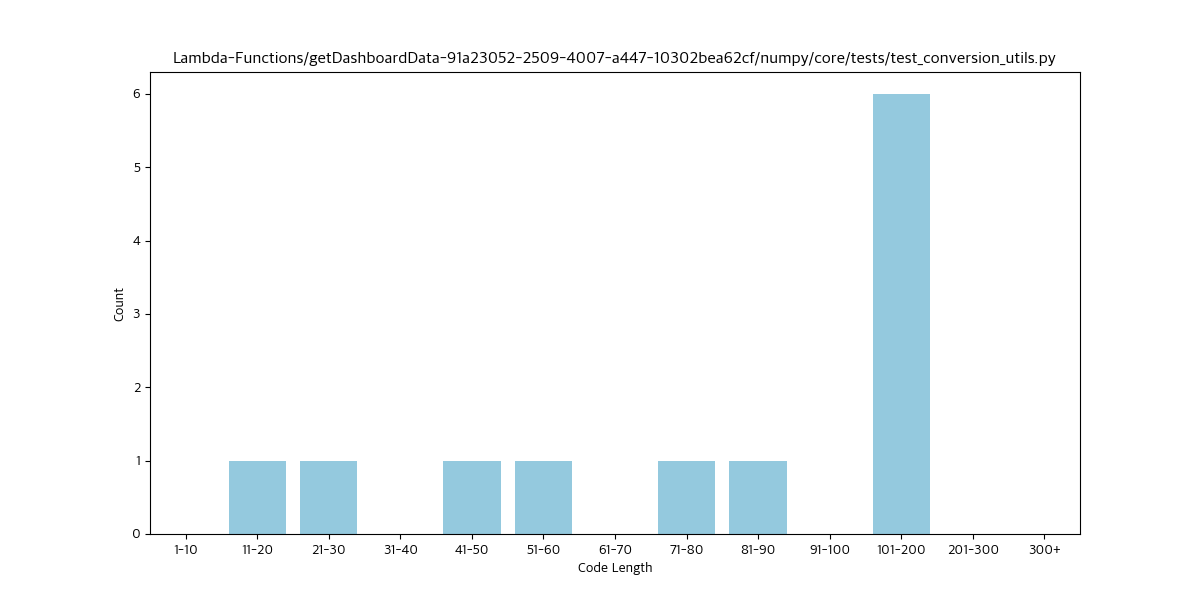 Lambda-Functions/getDashboardData-91a23052-2509-4007-a447-10302bea62cf/numpy/core/tests/test_conversion_utils.py
6
5
4
3
2
1
0
Count
1-10 11-20 21-30 31-40 41-50 51-60 61-70 71-80 81-90 91-100 101-200 201-300 300+
Code Length